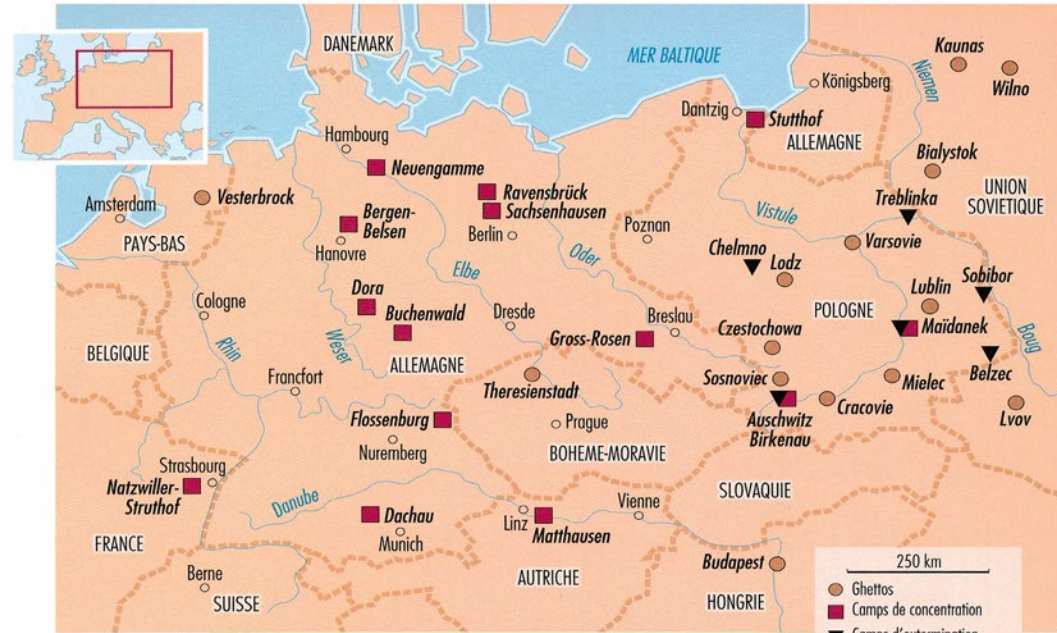 DANEMARK
MER BALTIQUE
Kaunas
Wilno
Niemen
Königsberg
Dantzig
Stutthof
ALLEMAGNE
Hambourg
Neuengamme
Bialystok
Ravensbrück
Sachsenhausen
Treblinka
UNION
SOVIETIQUE
Amsterdam
Vesterbrock
Bergen-
Belsen
Berlin
Vistule
Poznan
Varsovie
PAYS-BAS
Hanovre
Oder
Chelmno
Lodz
Elbe
Sobibor
Dora
Lublin
Cologne
Buchenwald
Dresde
Breslau
POLOGNE
Maïdanek
Boug
Rhin
Weser
Gross-Rosen
Czestochowa
BELGIQUE
ALLEMAGNE
Belzec
Francfort
Theresienstadt
Sosnoviec
Mielec
Flossenburg
Prague
Auschwitz
Birkenau
Cracovie
Lvov
Nuremberg
BOHEME-MORAVIE
Strasbourg
Natzwiller-
Struthof
SLOVAQUIE
Danube
Dachau
Linz
Vienne
Matthausen
FRANCE
Munich
Budapest
250 km
Berne
SUISSE
AUTRICHE
HONGRIE
Ghettos
Camps de concentration
Camps d'extermination